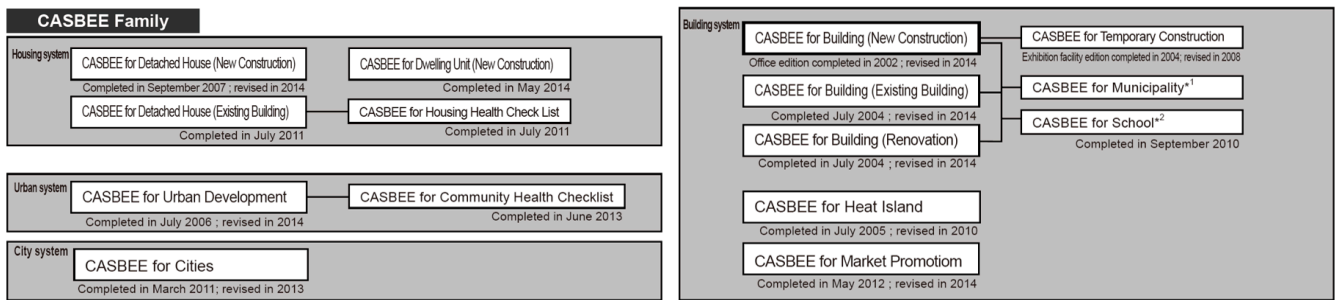 CASBEE Family
Housing system
CASBEE for Detached House (New Construction)
Completed in September 2007 ; revised in 2014
CASBEE for Dwelling Unit (New Construction)
Completed in May 2014
CASBEE for Detached House (Existing Building)
Completed in July 2011
CASBEE for Housing Health Check List
Completed in July 2011
Urban system
CASBEE for Urban Development
Completed in July 2006 ; revised in 2014
CASBEE for Community Health Checklist
Completed in June 2013
City system
CASBEE for Cities
Completed in March 2011; revised in 2013
Building system
CASBEE for Building (New Construction)
Office edition completed in 2002 ; revised in 2014
CASBEE for Temporary Construction
Exhibition facility edition completed in 2004; revised in 2008
CASBEE for Building (Existing Building)
Completed July 2004 ; revised in 2014
CASBEE for Municipality*1
CASBEE for School*2
Completed in September 2010
CASBEE for Building (Renovation)
Completed in July 2004 ; revised in 2014
CASBEE for Heat Island
Completed in July 2005 ; revised in 2010
CASBEE for Market Promotiom
Completed in May 2012 ; revised in 2014